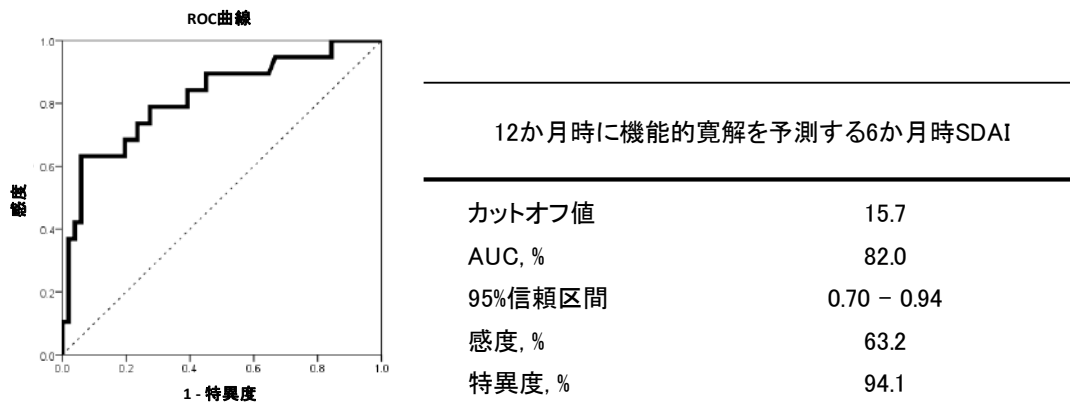 ROC曲線
1.0
0.8
0.6
0.4
0.2
0.0
0.0 0.2 0.4 0.6 0.8 1.0
感度
1 - 特異度
12か月時に機能的寛解を予測する6か月時SDAI
カットオフ値 15.7
AUC, % 82.0
95%信頼区間 0.70 − 0.94
感度, % 63.2
特異度, % 94.1